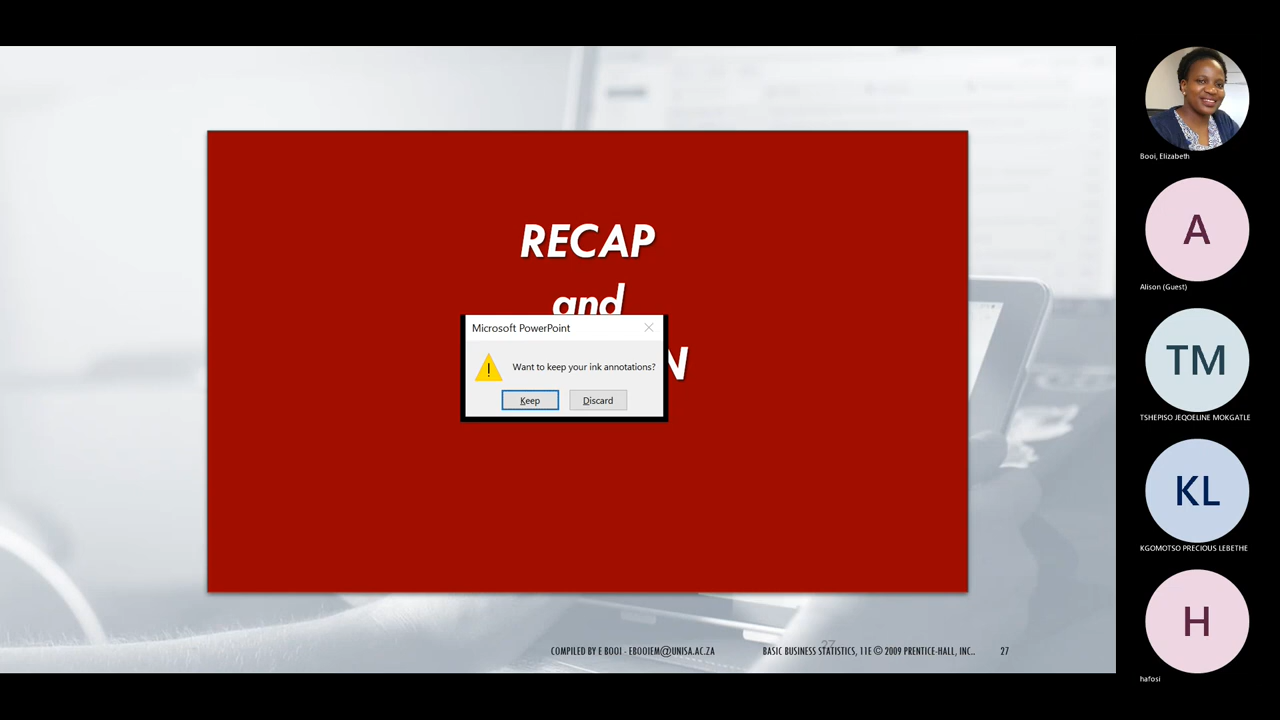 RECAP
and
N
Microsoft PowerPoint
Want to keep your ink annotations?
Keep
Discard
27
COMPILED BY E BOOI - EBOOIEM@UNISA.AC.ZA
BASIC BUSINESS STATISTICS, 11E © 2009 PRENTICE-HALL, INC..
27
Booi, Elizabeth
A
Alison (Guest)
TM
TSHEPISO JEQOELINE MOKGATLE
KL
KGOMOTSO PRECIOUS LEBETHE
H
hafosi